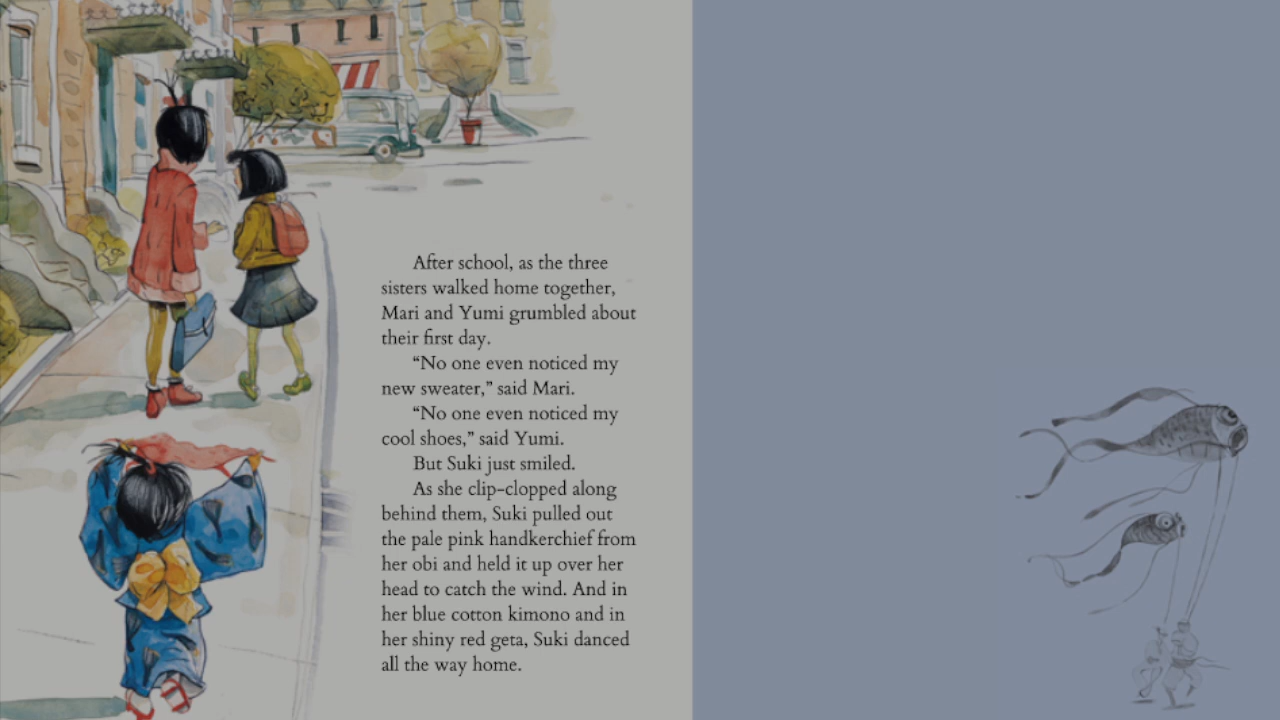 After school, as the three
sisters walked home together,
Mari and Yumi grumbled about
their first day.
“No one even noticed my
new sweater,” said Mari.
“No one even noticed my
cool shoes,” said Yumi.
But Suki just smiled.
As she clip-clopped along
behind them, Suki pulled out
the pale pink handkerchief from
her obi and held it up over her
head to catch the wind. And in
her blue cotton kimono and in
her shiny red geta, Suki danced
all the way home.